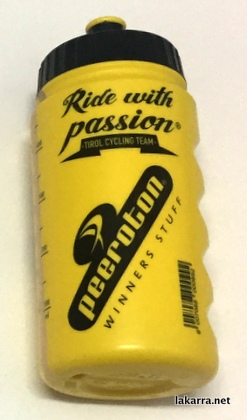 Ride with
passion®
TIROL CYCLING TEAM
peeroton®
WINNERS STUFF
lakarra.net